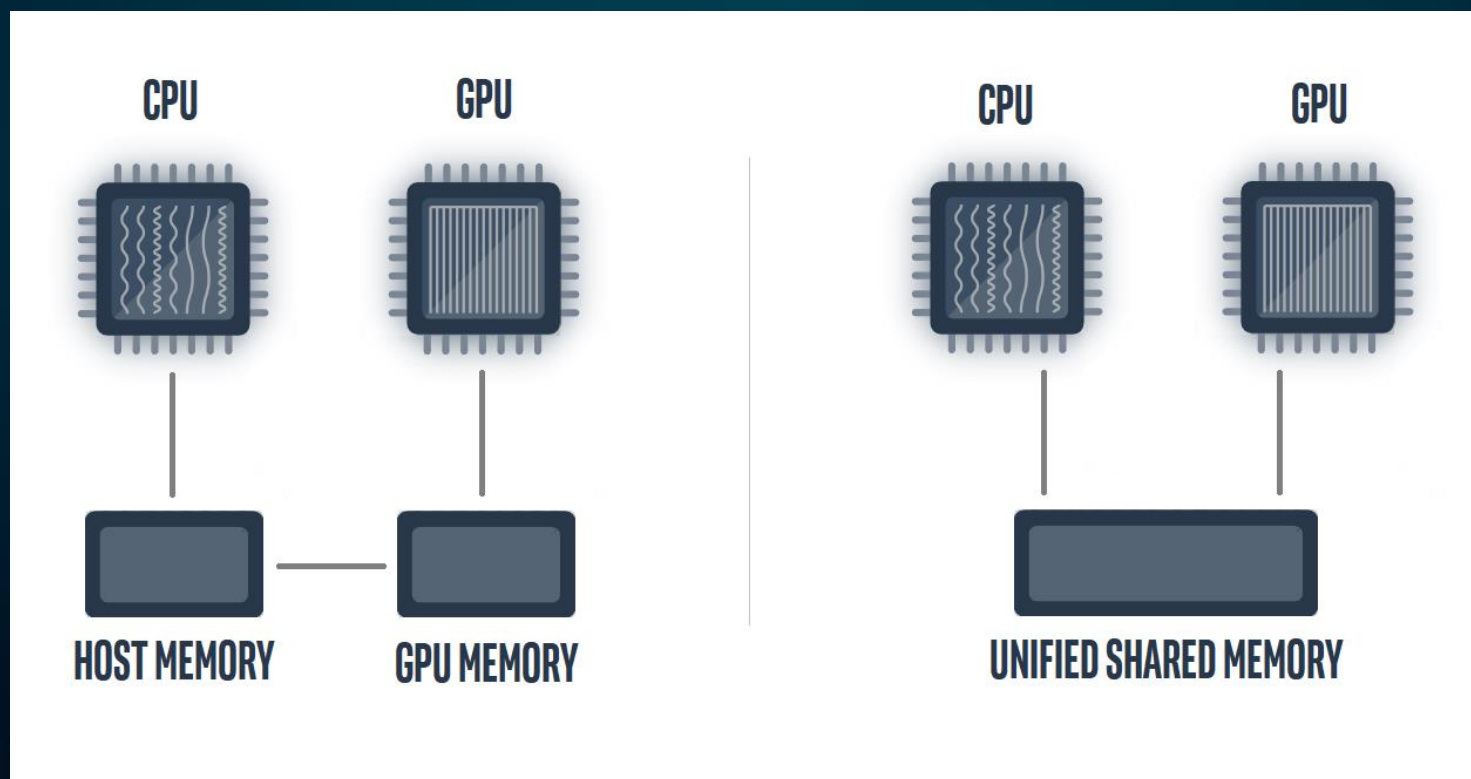 CPU
GPU
HOST MEMORY
GPU MEMORY
CPU
GPU
UNIFIED SHARED MEMORY